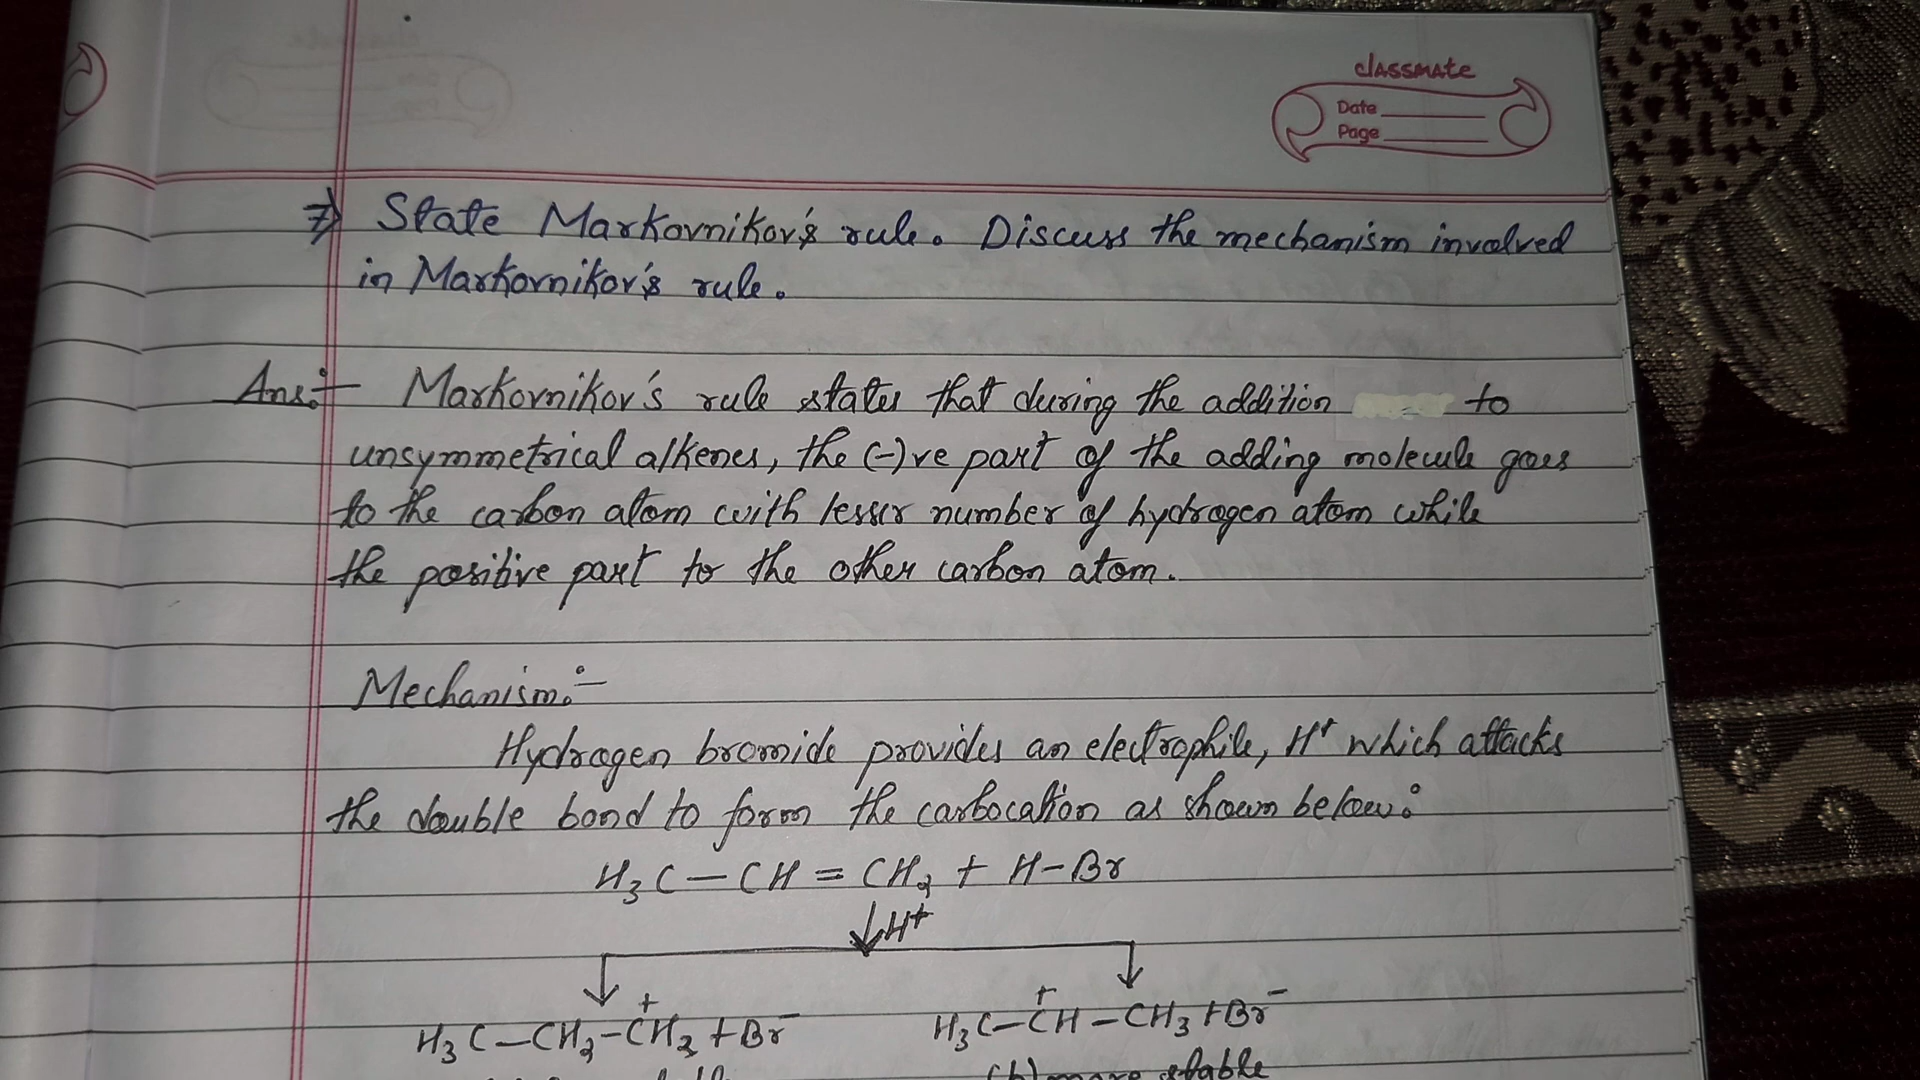 classmate
Date
Page
7) State Markovnikov's rule. Discuss the mechanism involved
in Markovnikov's rule.
Ans:- Markovnikov's rule states that during the addition to
unsymmetrical alkenes, the (-)ve part of the adding molecule goes
to the carbon atom with lesser number of hydrogen atom while
the positive part to the other carbon atom.
Mechanism:-
Hydrogen bromide provides an electrophile, H⁺ which attacks
the double bond to form the carbocation as shown below:
H₃C — CH = CH₂ + H-Br
↓H⁺
H₃C-CH₂-C⁺H₂ + Br⁻ H₃C-C⁺H-CH₃ + Br⁻
(b) more stable